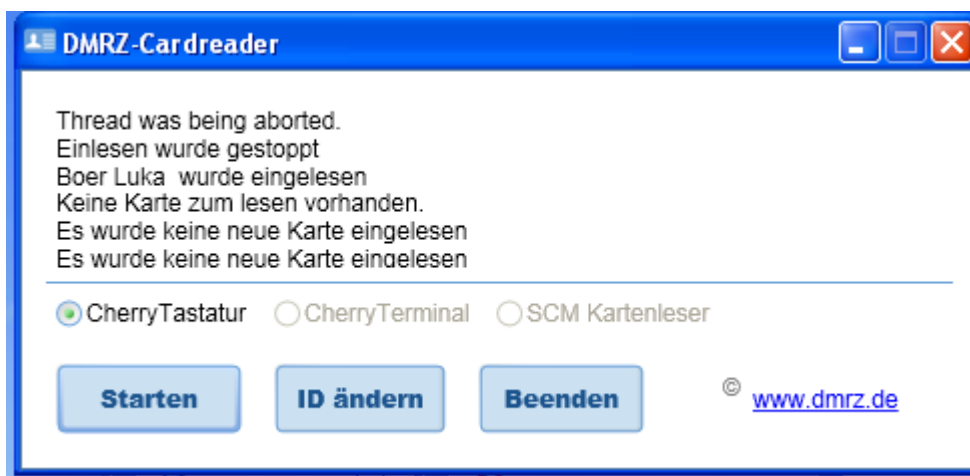 DMRZ-Cardreader
Thread was being aborted.
Einlesen wurde gestoppt
Boer Luka wurde eingelesen
Keine Karte zum lesen vorhanden.
Es wurde keine neue Karte eingelesen
Es wurde keine neue Karte eingelesen
CherryTastatur CherryTerminal SCM Kartenleser
Starten ID ändern Beenden © www.dmrz.de